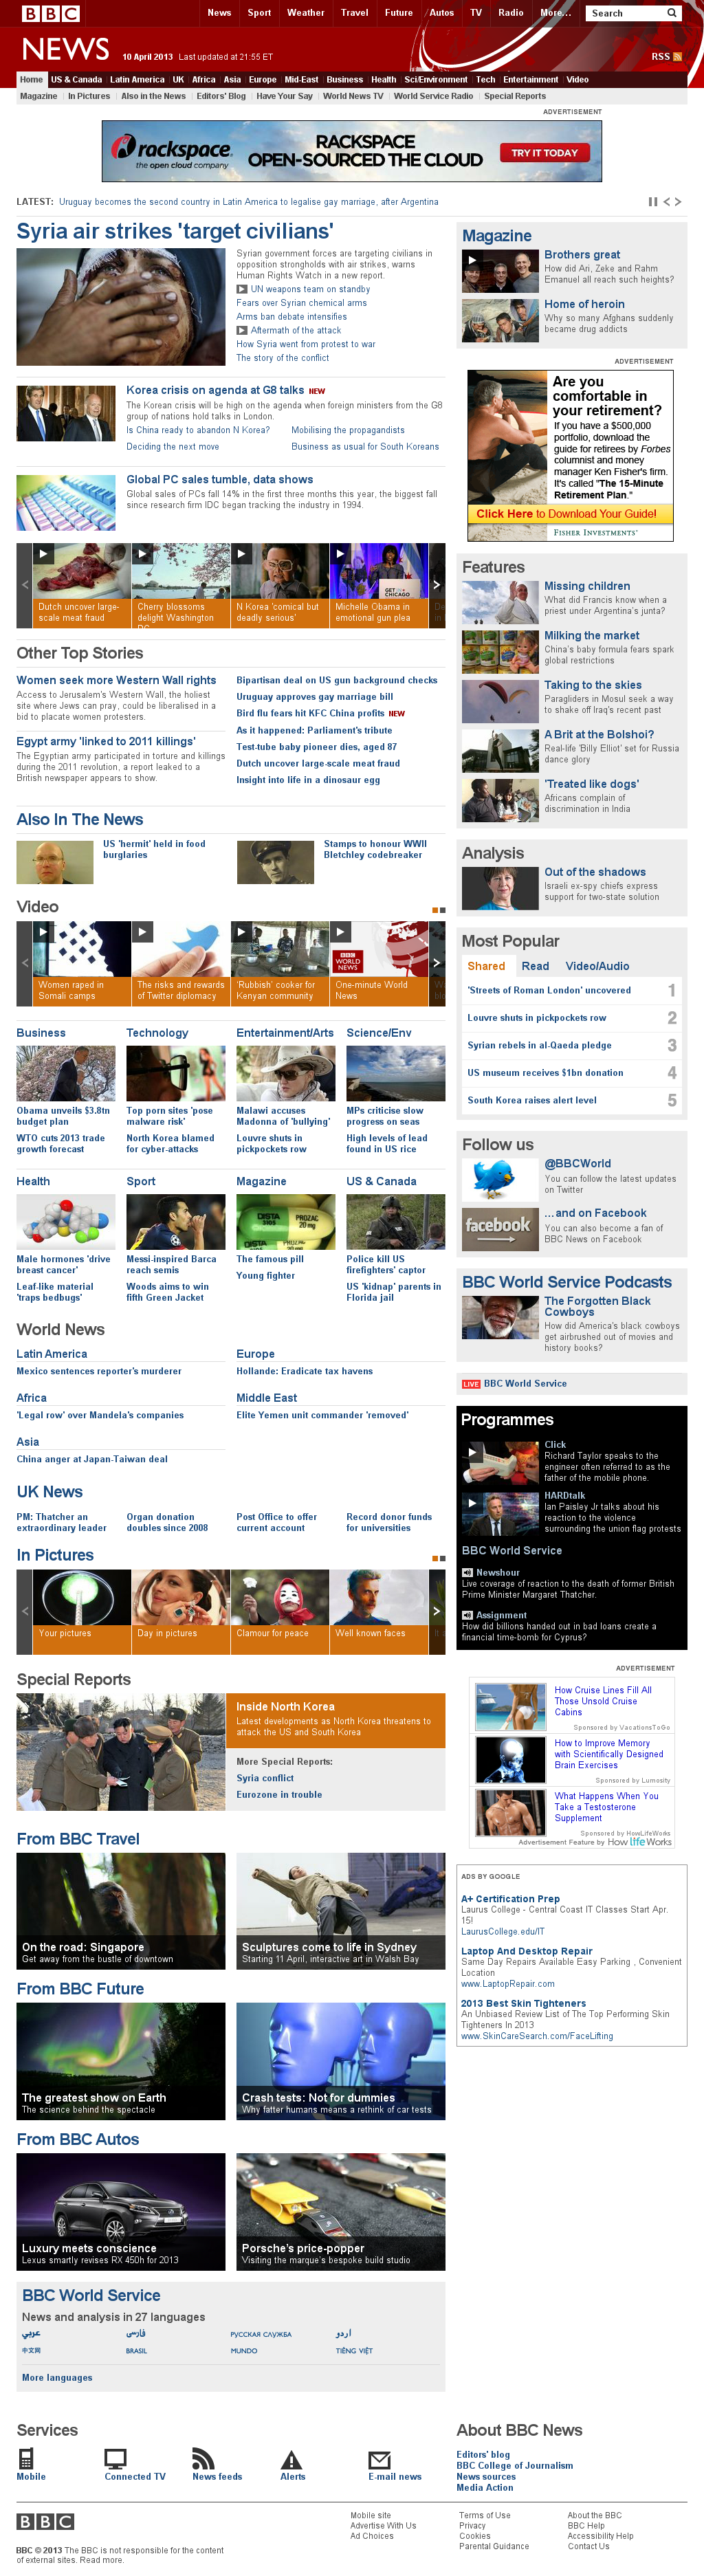 BBC
News
Sport
Weather
Travel
Future
Autos
TV
Radio
More...
Search
NEWS
10 April 2013 Last updated at 21:55 ET
RSS
Home
US & Canada
Latin America
UK
Africa
Asia
Europe
Mid-East
Business
Health
Sci/Environment
Tech
Entertainment
Video
Magazine
In Pictures
Also in the News
Editors' Blog
Have Your Say
World News TV
World Service Radio
Special Reports
ADVERTISEMENT
rackspace
the open cloud company
RACKSPACE
OPEN-SOURCED THE CLOUD
TRY IT TODAY
LATEST: Uruguay becomes the second country in Latin America to legalise gay marriage, after Argentina
Syria air strikes 'target civilians'
Syrian government forces are targeting civilians in
opposition strongholds with air strikes, warns
Human Rights Watch in a new report.
UN weapons team on standby
Fears over Syrian chemical arms
Arms ban debate intensifies
Aftermath of the attack
How Syria went from protest to war
The story of the conflict
Korea crisis on agenda at G8 talks NEW
The Korean crisis will be high on the agenda when foreign ministers from the G8
group of nations hold talks in London.
Is China ready to abandon N Korea?
Mobilising the propagandists
Deciding the next move
Business as usual for South Koreans
Global PC sales tumble, data shows
Global sales of PCs fall 14% in the first three months this year, the biggest fall
since research firm IDC began tracking the industry in 1994.
Dutch uncover large-
scale meat fraud
Cherry blossoms
delight Washington
DC
N Korea 'comical but
deadly serious'
GET
CHICAGO
Michelle Obama in
emotional gun plea
Other Top Stories
Women seek more Western Wall rights
Access to Jerusalem's Western Wall, the holiest
site where Jews can pray, could be liberalised in a
bid to placate women protesters.
Egypt army 'linked to 2011 killings'
The Egyptian army participated in torture and killings
during the 2011 revolution, a report leaked to a
British newspaper appears to show.
Bipartisan deal on US gun background checks
Uruguay approves gay marriage bill
Bird flu fears hit KFC China profits NEW
As it happened: Parliament's tribute
Test-tube baby pioneer dies, aged 87
Dutch uncover large-scale meat fraud
Insight into life in a dinosaur egg
Also In The News
US 'hermit' held in food
burglaries
Stamps to honour WWII
Bletchley codebreaker
Video
Women raped in
Somali camps
The risks and rewards
of Twitter diplomacy
'Rubbish' cooker for
Kenyan community
BBC
WORLD
NEWS
One-minute World
News
Business
Obama unveils $3.8tn
budget plan
WTO cuts 2013 trade
growth forecast
Technology
Top porn sites 'pose
malware risk'
North Korea blamed
for cyber-attacks
Entertainment/Arts
Malawi accuses
Madonna of 'bullying'
Louvre shuts in
pickpockets row
Science/Env
MPs criticise slow
progress on seas
High levels of lead
found in US rice
Health
Male hormones 'drive
breast cancer'
Leaf-like material
'traps bedbugs'
Sport
Messi-inspired Barca
reach semis
Woods aims to win
fifth Green Jacket
Magazine
DISTA
3105
PROZAC
20 mg
The famous pill
Young fighter
US & Canada
Police kill US
firefighters' captor
US 'kidnap' parents in
Florida jail
World News
Latin America
Mexico sentences reporter's murderer
Europe
Hollande: Eradicate tax havens
Africa
'Legal row' over Mandela's companies
Middle East
Elite Yemen unit commander 'removed'
Asia
China anger at Japan-Taiwan deal
UK News
PM: Thatcher an
extraordinary leader
Organ donation
doubles since 2008
Post Office to offer
current account
Record donor funds
for universities
In Pictures
Your pictures
Day in pictures
Clamour for peace
Well known faces
Special Reports
Inside North Korea
Latest developments as North Korea threatens to
attack the US and South Korea
More Special Reports:
Syria conflict
Eurozone in trouble
From BBC Travel
On the road: Singapore
Get away from the bustle of downtown
Sculptures come to life in Sydney
Starting 11 April, interactive art in Walsh Bay
From BBC Future
The greatest show on Earth
The science behind the spectacle
Crash tests: Not for dummies
Why fatter humans means a rethink of car tests
From BBC Autos
Luxury meets conscience
Lexus smartly revises RX 450h for 2013
Porsche's price-popper
Visiting the marque's bespoke build studio
BBC World Service
News and analysis in 27 languages
عربي
فارسی
РУССКАЯ СЛУЖБА
اردو
中文网
BRASIL
MUNDO
TIẾNG VIỆT
More languages
Magazine
Brothers great
How did Ari, Zeke and Rahm
Emanuel all reach such heights?
Home of heroin
Why so many Afghans suddenly
became drug addicts
ADVERTISEMENT
Are you
comfortable in
your retirement?
If you have a $500,000
portfolio, download the
guide for retirees by Forbes
columnist and money
manager Ken Fisher's firm.
It's called "The 15-Minute
Retirement Plan."
Click Here to Download Your Guide!
FISHER INVESTMENTS
Features
Missing children
What did Francis know when a
priest under Argentina's junta?
Milking the market
China's baby formula fears spark
global restrictions
Taking to the skies
Paragliders in Mosul seek a way
to shake off Iraq's recent past
A Brit at the Bolshoi?
Real-life 'Billy Elliot' set for Russia
dance glory
'Treated like dogs'
Africans complain of
discrimination in India
Analysis
Out of the shadows
Israeli ex-spy chiefs express
support for two-state solution
Most Popular
Shared
Read
Video/Audio
'Streets of Roman London' uncovered 1
Louvre shuts in pickpockets row 2
Syrian rebels in al-Qaeda pledge 3
US museum receives $1bn donation 4
South Korea raises alert level 5
Follow us
@BBCWorld
You can follow the latest updates
on Twitter
facebook
...and on Facebook
You can also become a fan of
BBC News on Facebook
BBC World Service Podcasts
The Forgotten Black
Cowboys
How did America's black cowboys
get airbrushed out of movies and
history books?
LIVE BBC World Service
Programmes
Click
Richard Taylor speaks to the
engineer often referred to as the
father of the mobile phone.
HARDtalk
Ian Paisley Jr talks about his
reaction to the violence
surrounding the union flag protests
BBC World Service
Newshour
Live coverage of reaction to the death of former British
Prime Minister Margaret Thatcher.
Assignment
How did billions handed out in bad loans create a
financial time-bomb for Cyprus?
ADVERTISEMENT
How Cruise Lines Fill All
Those Unsold Cruise
Cabins
Sponsored by VacationsToGo
How to Improve Memory
with Scientifically Designed
Brain Exercises
Sponsored by Lumosity
What Happens When You
Take a Testosterone
Supplement
Sponsored by HowLifeWorks
Advertisement Feature by How life Works
ADS BY GOOGLE
A+ Certification Prep
Laurus College - Central Coast IT Classes Start Apr.
15!
LaurusCollege.edu/IT
Laptop And Desktop Repair
Same Day Repairs Available Easy Parking , Convenient
Location
www.LaptopRepair.com
2013 Best Skin Tighteners
An Unbiased Review List of The Top Performing Skin
Tighteners In 2013
www.SkinCareSearch.com/FaceLifting
Services
Mobile
Connected TV
News feeds
Alerts
E-mail news
About BBC News
Editors' blog
BBC College of Journalism
News sources
Media Action
BBC
Mobile site
Advertise With Us
Ad Choices
Terms of Use
Privacy
Cookies
Parental Guidance
About the BBC
BBC Help
Accessibility Help
Contact Us
BBC © 2013 The BBC is not responsible for the content
of external sites. Read more.